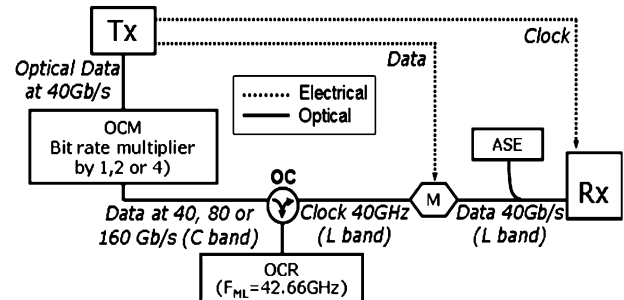 Tx
Clock
Data
Optical Data
at 40Gb/s
Electrical
Optical
OCM
Bit rate multiplier
by 1,2 or 4)
ASE
OC
Rx
M
Data at 40, 80 or
160 Gb/s (C band)
Clock 40GHz
(L band)
Data 40Gb/s
(L band)
OCR
(FML=42.66GHz)